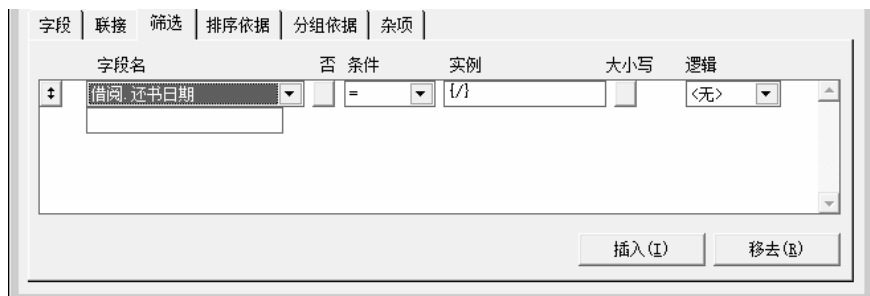 字段 联接 筛选 排序依据 分组依据 杂项
字段名 否 条件 实例 大小写 逻辑
借阅.还书日期 = {/} <无>
插入(I) 移去(R)